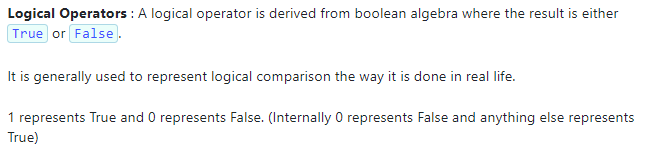 Logical Operators : A logical operator is derived from boolean algebra where the result is either
True or False.
It is generally used to represent logical comparison the way it is done in real life.
1 represents True and 0 represents False. (Internally 0 represents False and anything else represents
True)